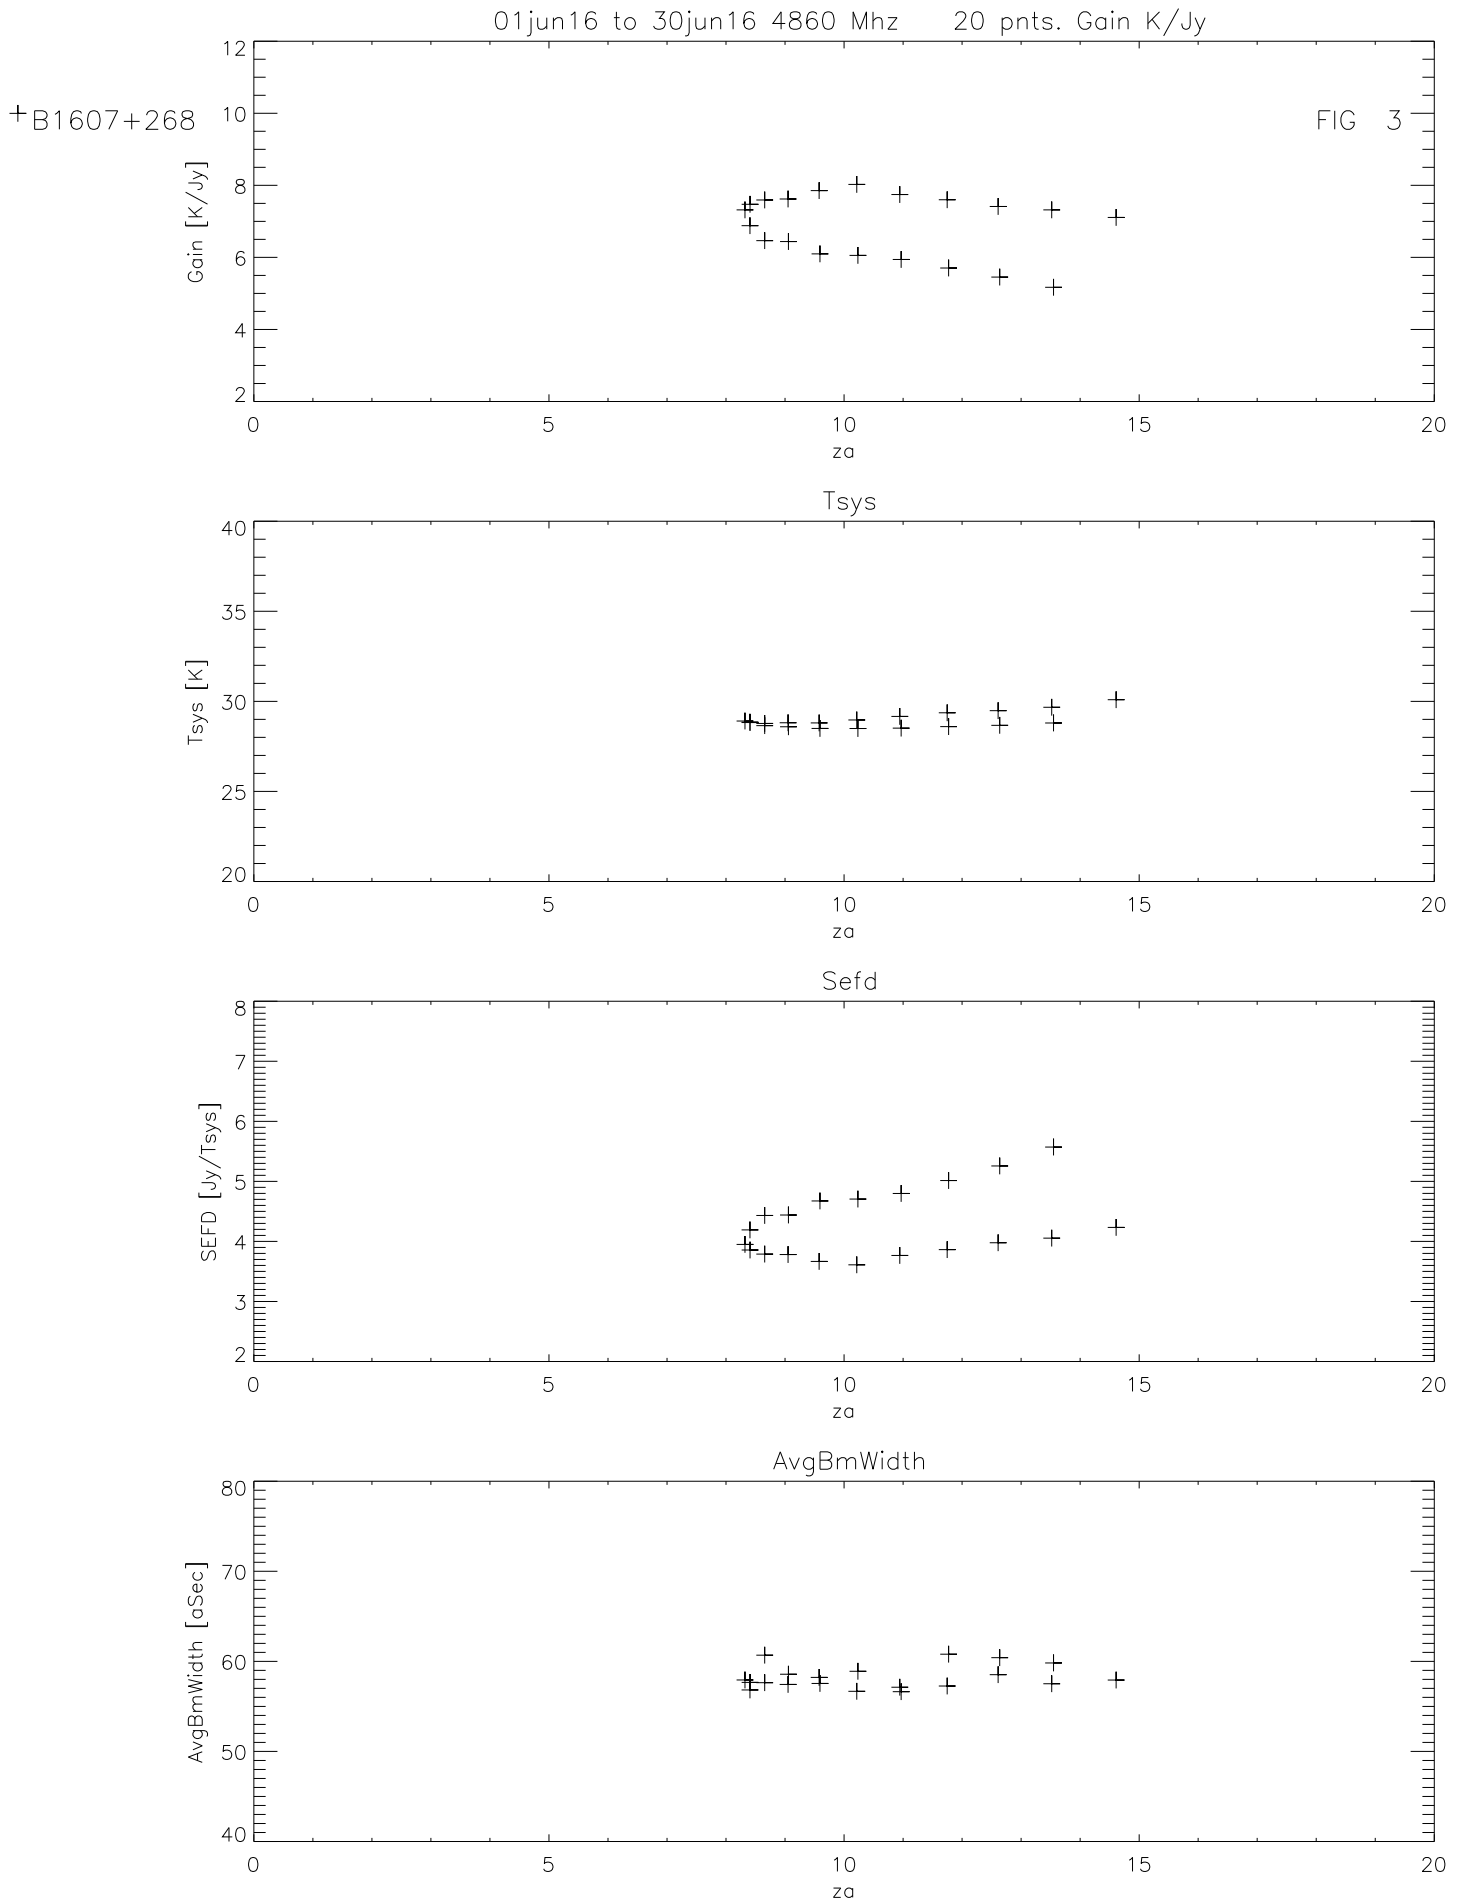 01jun16 to 30jun16 4860 Mhz 20 pnts. Gain K/Jy
+ B1607+268
FIG 3
Gain [K/Jy]
12
10
8
6
4
2
0 5 10 15 20
za
Tsys
Tsys [K]
40
35
30
25
20
0 5 10 15 20
za
Sefd
SEFD [Jy/Tsys]
8
7
6
5
4
3
2
0 5 10 15 20
za
AvgBmWidth
AvgBmWidth [aSec]
80
70
60
50
40
0 5 10 15 20
za